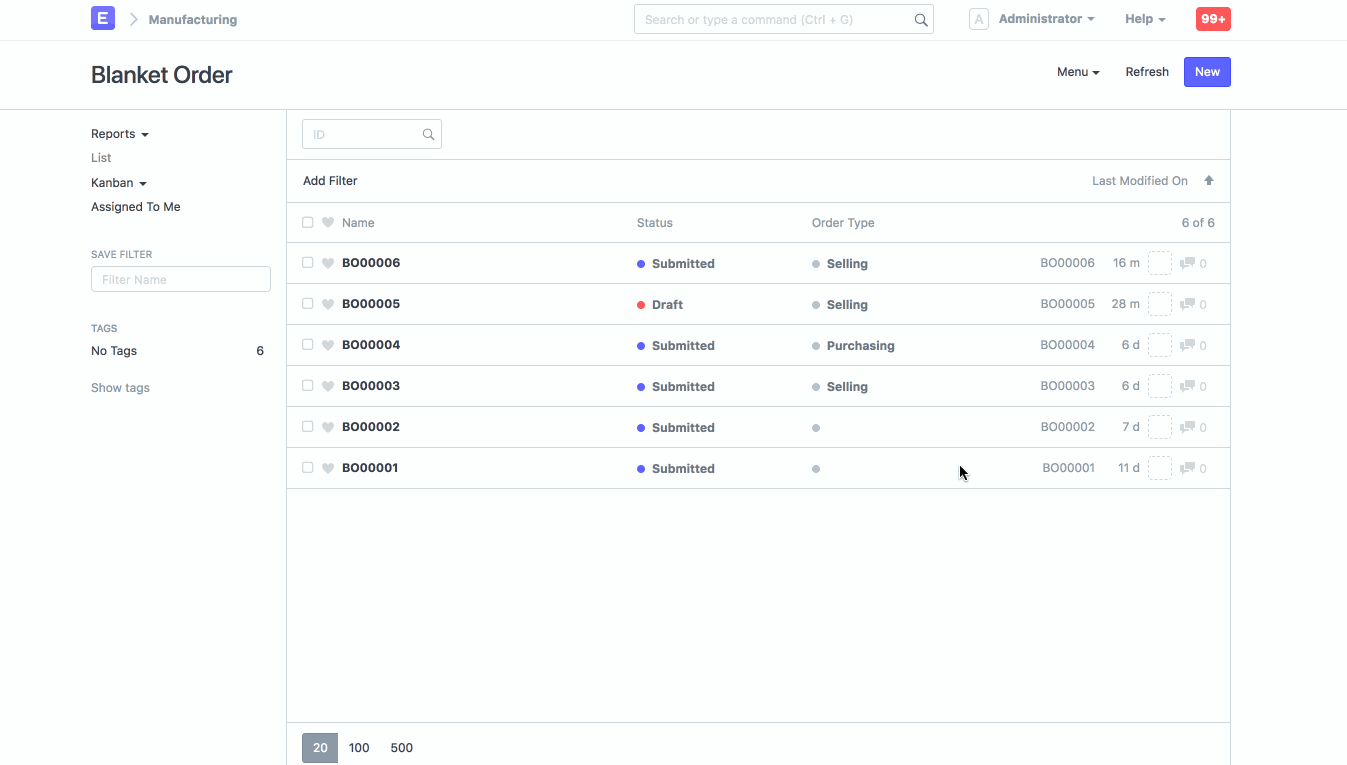 E Manufacturing Search or type a command (Ctrl + G) A Administrator Help 99+
Blanket Order Menu Refresh New
Reports
List
Kanban
Assigned To Me
SAVE FILTER
Filter Name
TAGS
No Tags 6
Show tags
ID
Add Filter Last Modified On
Name Status Order Type 6 of 6
BO00006 Submitted Selling BO00006 16 m 0
BO00005 Draft Selling BO00005 28 m 0
BO00004 Submitted Purchasing BO00004 6 d 0
BO00003 Submitted Selling BO00003 6 d 0
BO00002 Submitted BO00002 7 d 0
BO00001 Submitted BO00001 11 d 0
20 100 500